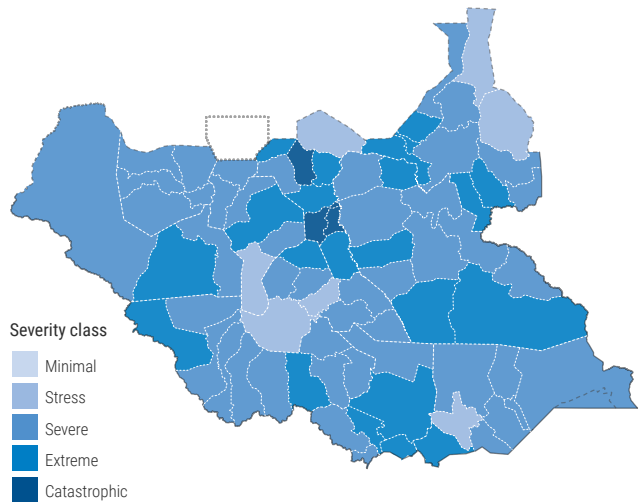 Severity class
Minimal
Stress
Severe
Extreme
Catastrophic